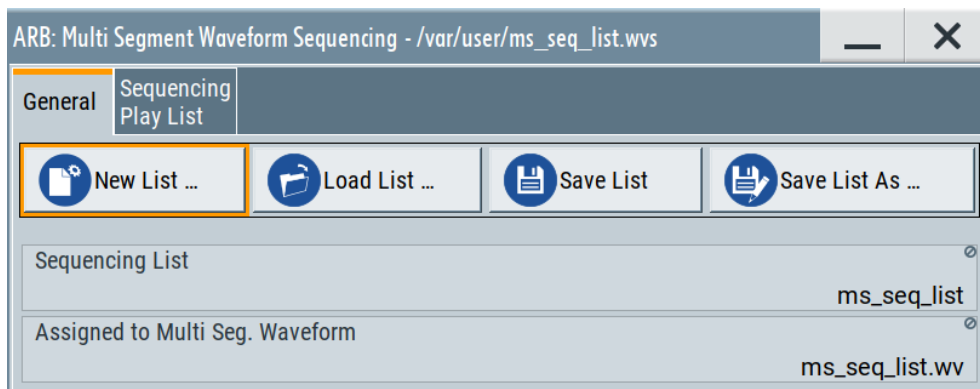 ARB: Multi Segment Waveform Sequencing - /var/user/ms_seq_list.wvs
General
Sequencing
Play List
New List ... Load List ... Save List Save List As ...
Sequencing List
ms_seq_list
Assigned to Multi Seg. Waveform
ms_seq_list.wv